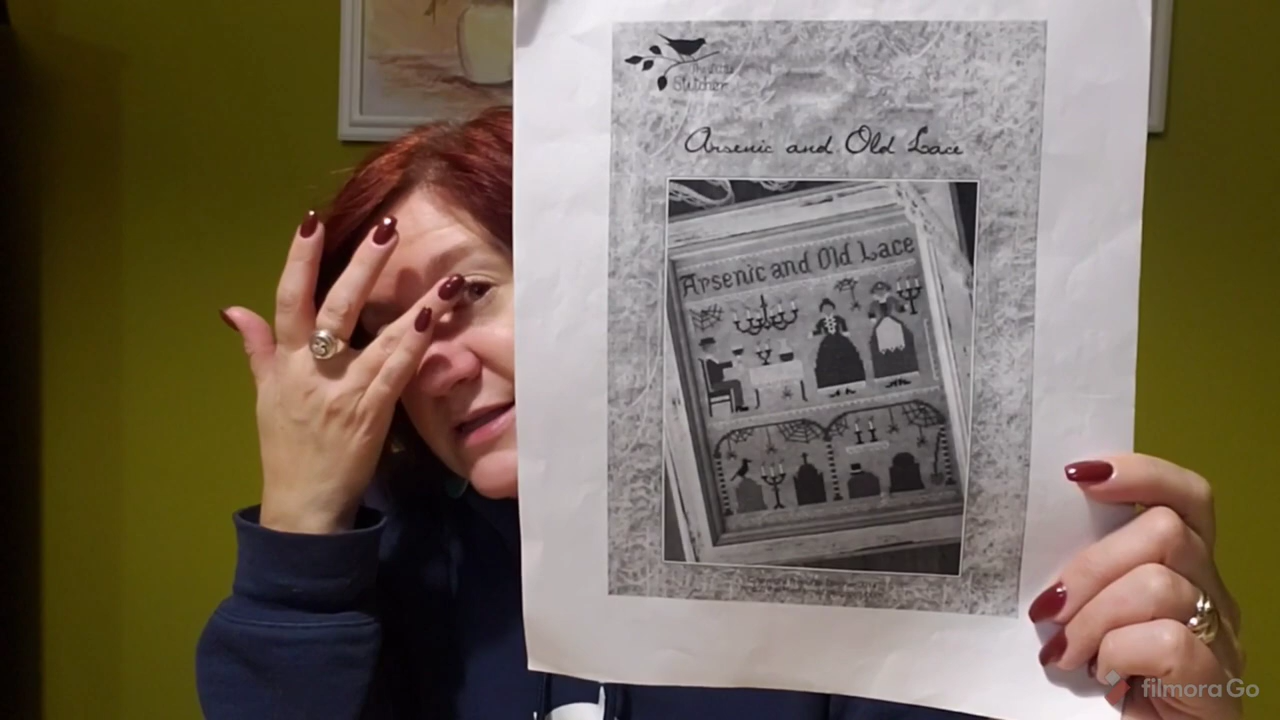 Stitcher
Arsenic and Old Lace
Arsenic and Old Lace
filmora Go